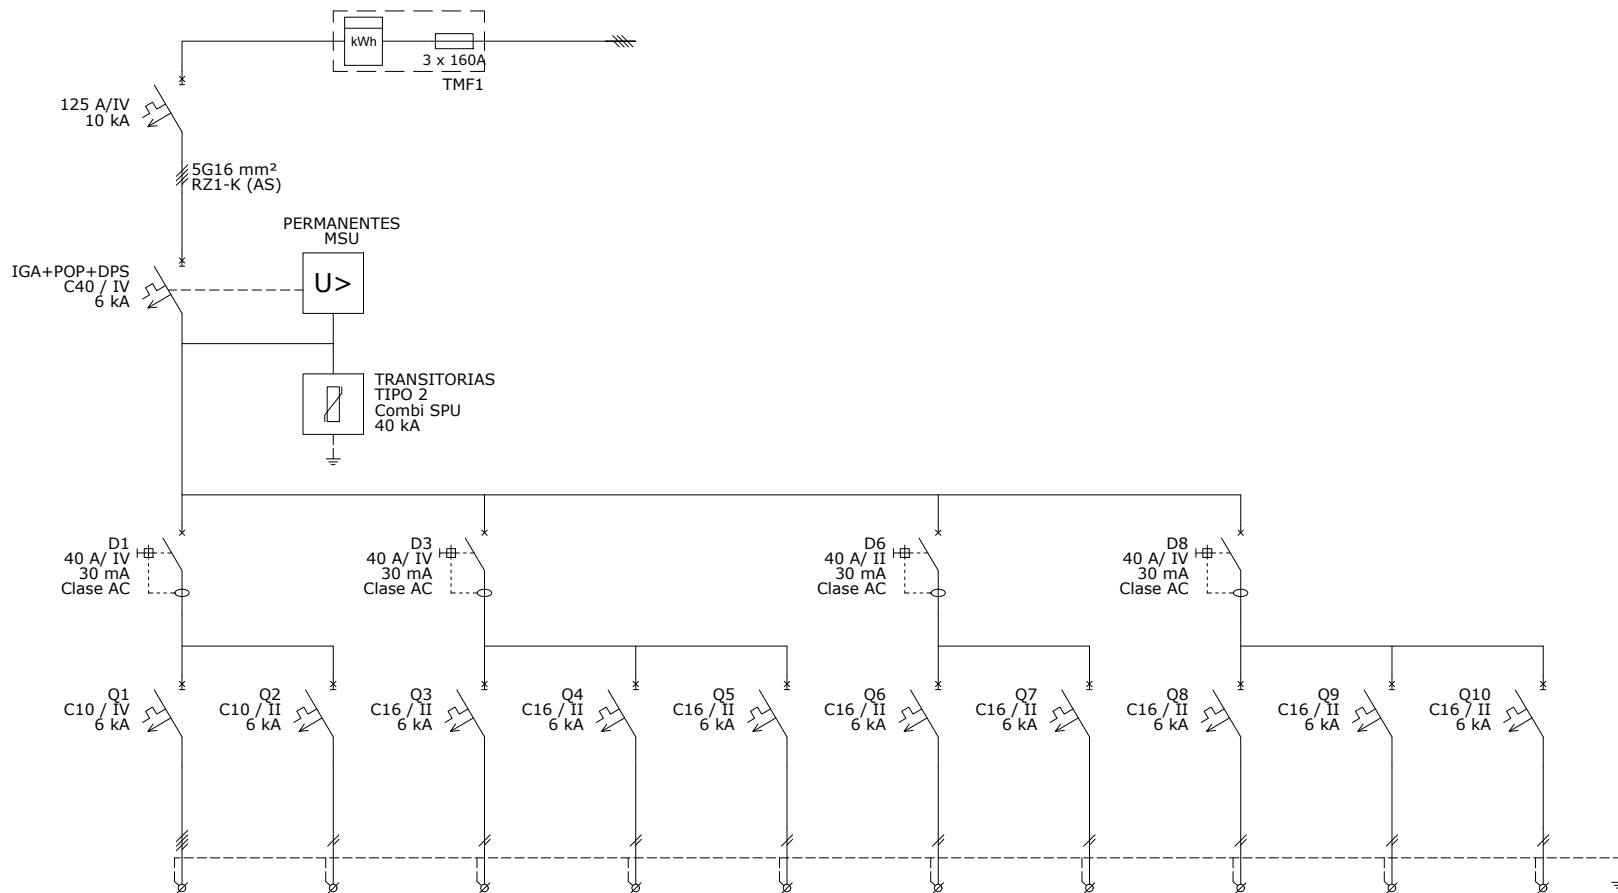 kWh
3 x 160A
TMF1
125 A/IV
10 kA
5G16 mm²
RZ1-K (AS)
PERMANENTES
MSU
U>
IGA+POP+DPS
C40 / IV
6 kA
TRANSITORIAS
TIPO 2
Combi SPU
40 kA
D1
40 A/ IV
30 mA
Clase AC
D3
40 A/ IV
30 mA
Clase AC
D6
40 A/ II
30 mA
Clase AC
D8
40 A/ IV
30 mA
Clase AC
Q1
C10 / IV
6 kA
Q2
C10 / II
6 kA
Q3
C16 / II
6 kA
Q4
C16 / II
6 kA
Q5
C16 / II
6 kA
Q6
C16 / II
6 kA
Q7
C16 / II
6 kA
Q8
C16 / II
6 kA
Q9
C16 / II
6 kA
Q10
C16 / II
6 kA